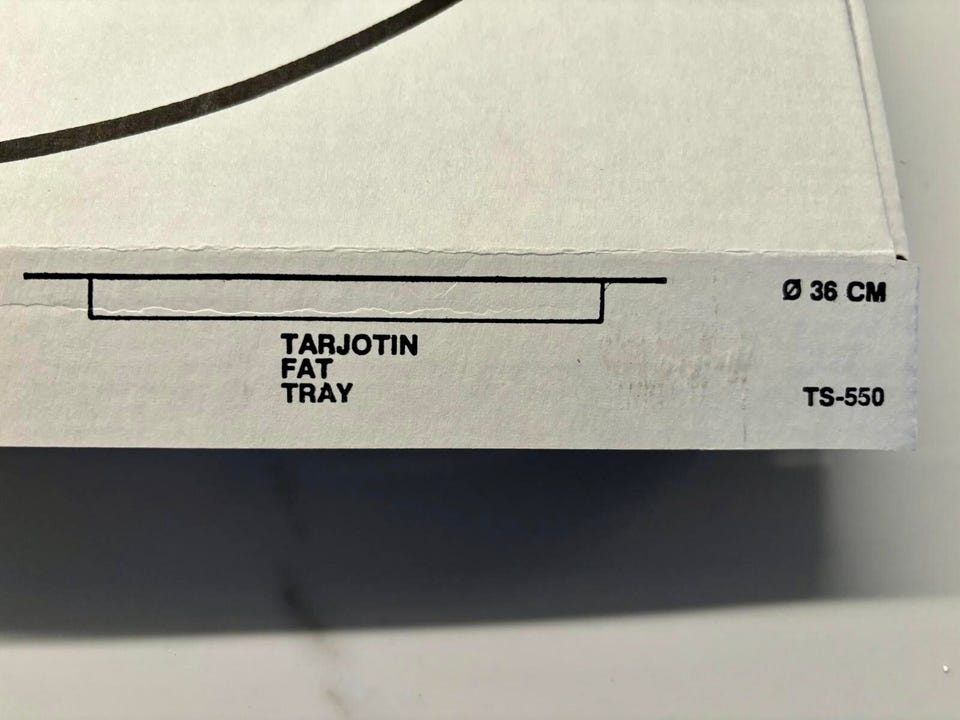 TARJOTIN
FAT
TRAY
Ø 36 CM
TS-550